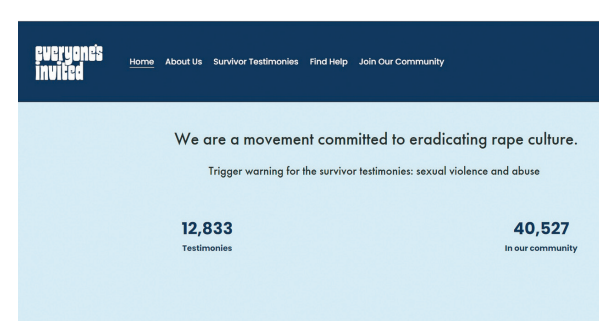 everyone's
invited
Home About Us Survivor Testimonies Find Help Join Our Community
We are a movement committed to eradicating rape culture.
Trigger warning for the survivor testimonies: sexual violence and abuse
12,833 40,527
Testimonies In our community